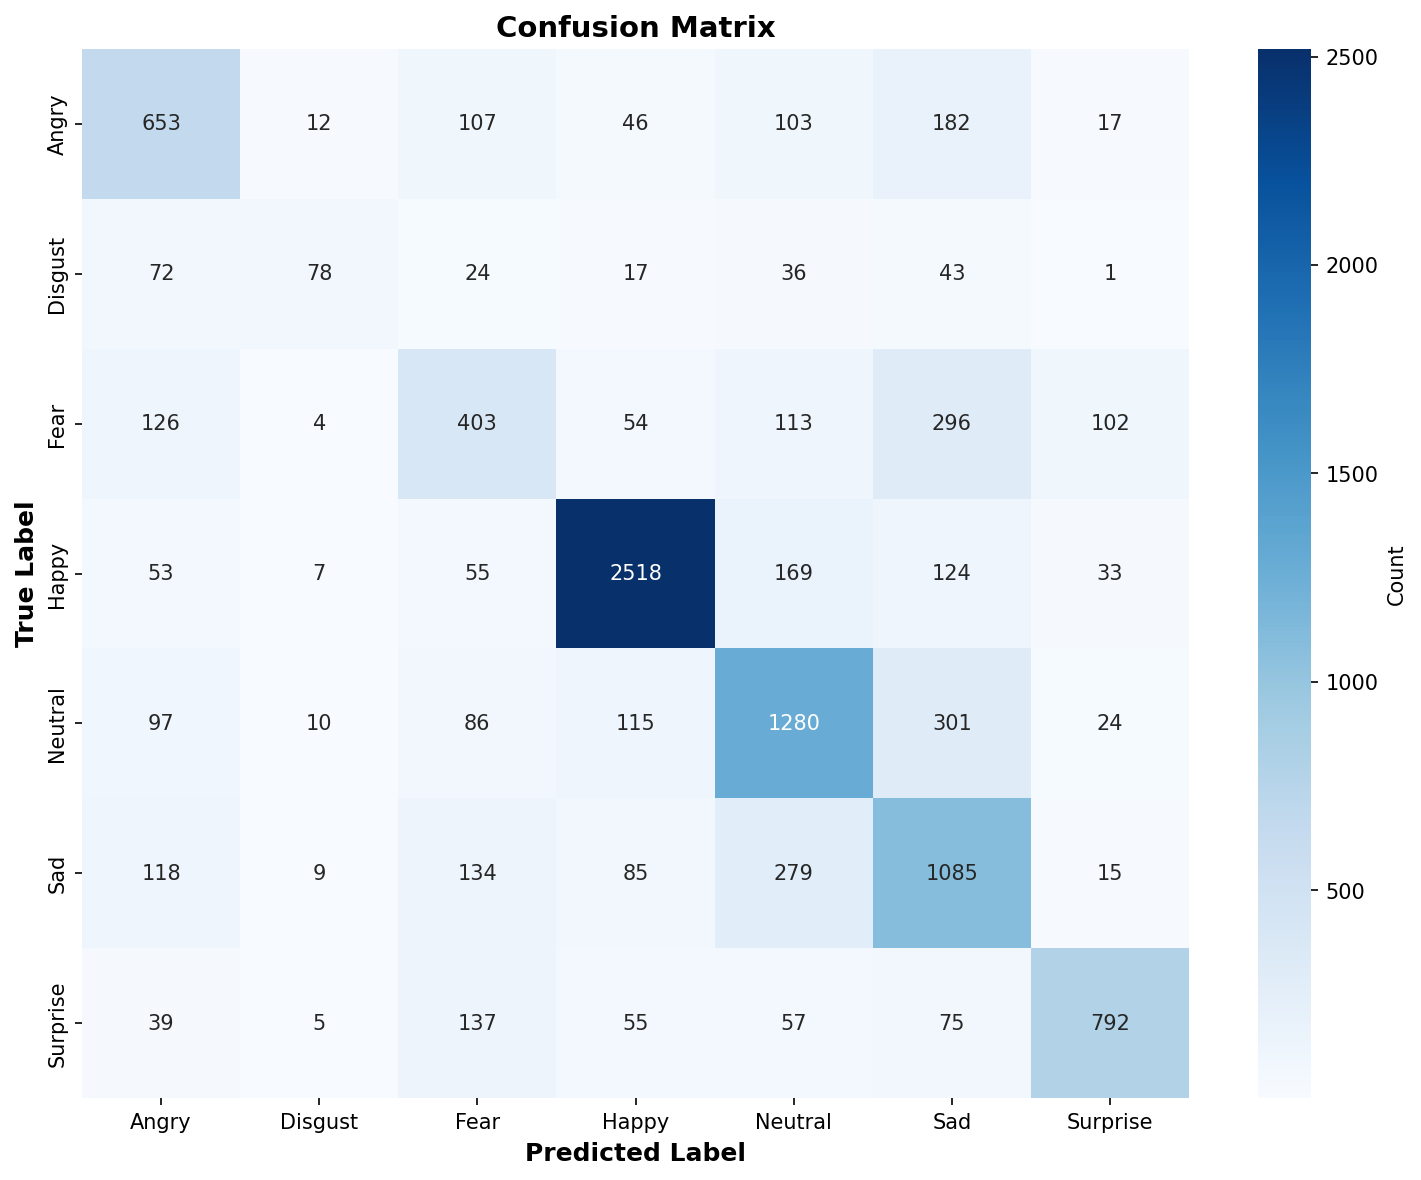 Confusion Matrix
True Label
Angry 653 12 107 46 103 182 17
Disgust 72 78 24 17 36 43 1
Fear 126 4 403 54 113 296 102
Happy 53 7 55 2518 169 124 33
Neutral 97 10 86 115 1280 301 24
Sad 118 9 134 85 279 1085 15
Surprise 39 5 137 55 57 75 792
Angry Disgust Fear Happy Neutral Sad Surprise
Predicted Label
2500
2000
1500
1000
500
Count